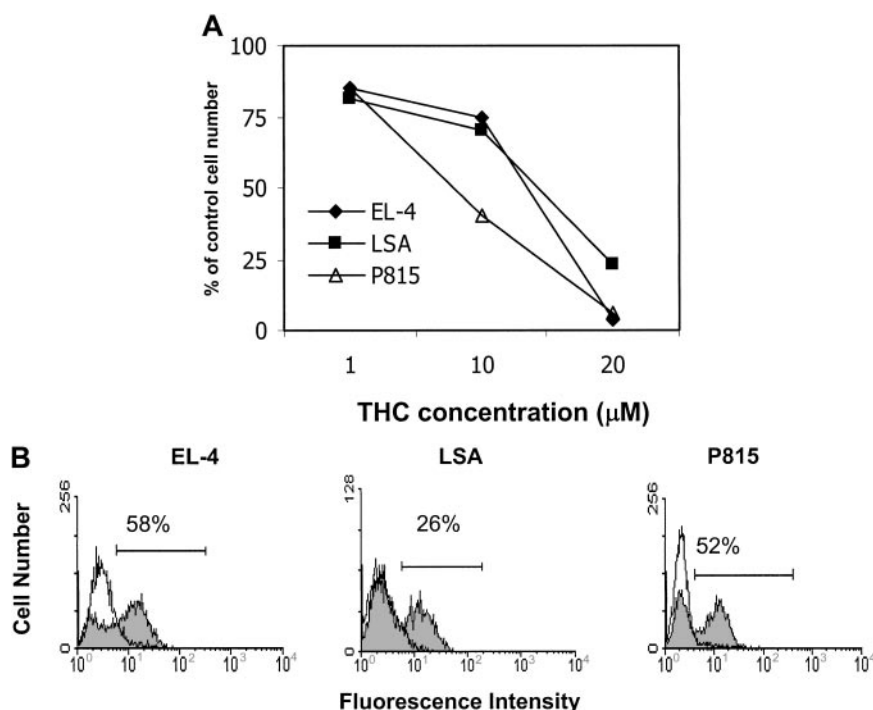 A
100
75
50
25
0
% of control cell number
EL-4
LSA
P815
1 10 20
THC concentration (μM)
B
EL-4 LSA P815
Cell Number
256
0
58%
10⁰ 10¹ 10² 10³ 10⁴
128
0
26%
10⁰ 10¹ 10² 10³ 10⁴
256
0
52%
10⁰ 10¹ 10² 10³ 10⁴
Fluorescence Intensity